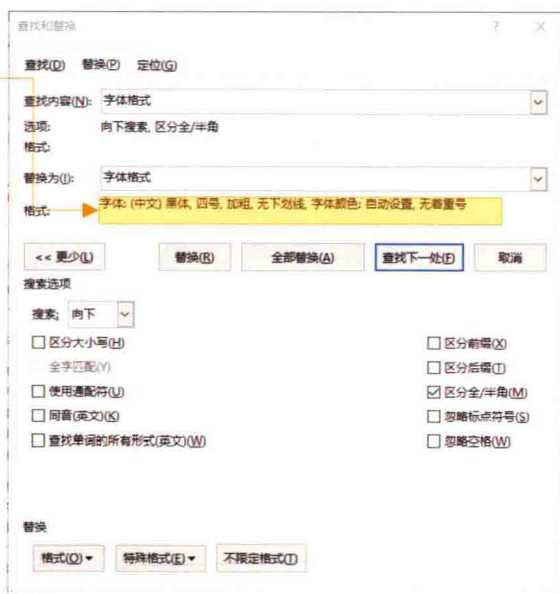 查找和替换 ? ×
查找(D) 替换(P) 定位(G)
查找内容(N): 字体格式
选项: 向下搜索, 区分全/半角
格式:
替换为(I): 字体格式
格式: 字体: (中文) 黑体, 四号, 加粗, 无下划线, 字体颜色: 自动设置, 无着重号
<< 更少(L) 替换(R) 全部替换(A) 查找下一处(F) 取消
搜索选项
搜索: 向下
区分大小写(H) 区分前缀(X)
全字匹配(Y) 区分后缀(T)
使用通配符(U) 区分全/半角(M)
同音(英文)(K) 忽略标点符号(S)
查找单词的所有形式(英文)(W) 忽略空格(W)
替换
格式(O) 特殊格式(E) 不限定格式(T)